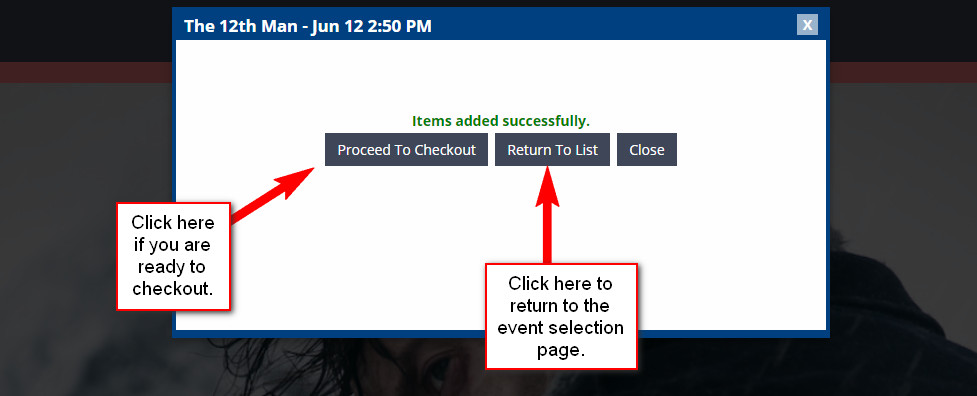 The 12th Man - Jun 12 2:50 PM
X
Items added successfully.
Proceed To Checkout
Return To List
Close
Click here
if you are
ready to
checkout.
Click here to
return to the
event selection
page.